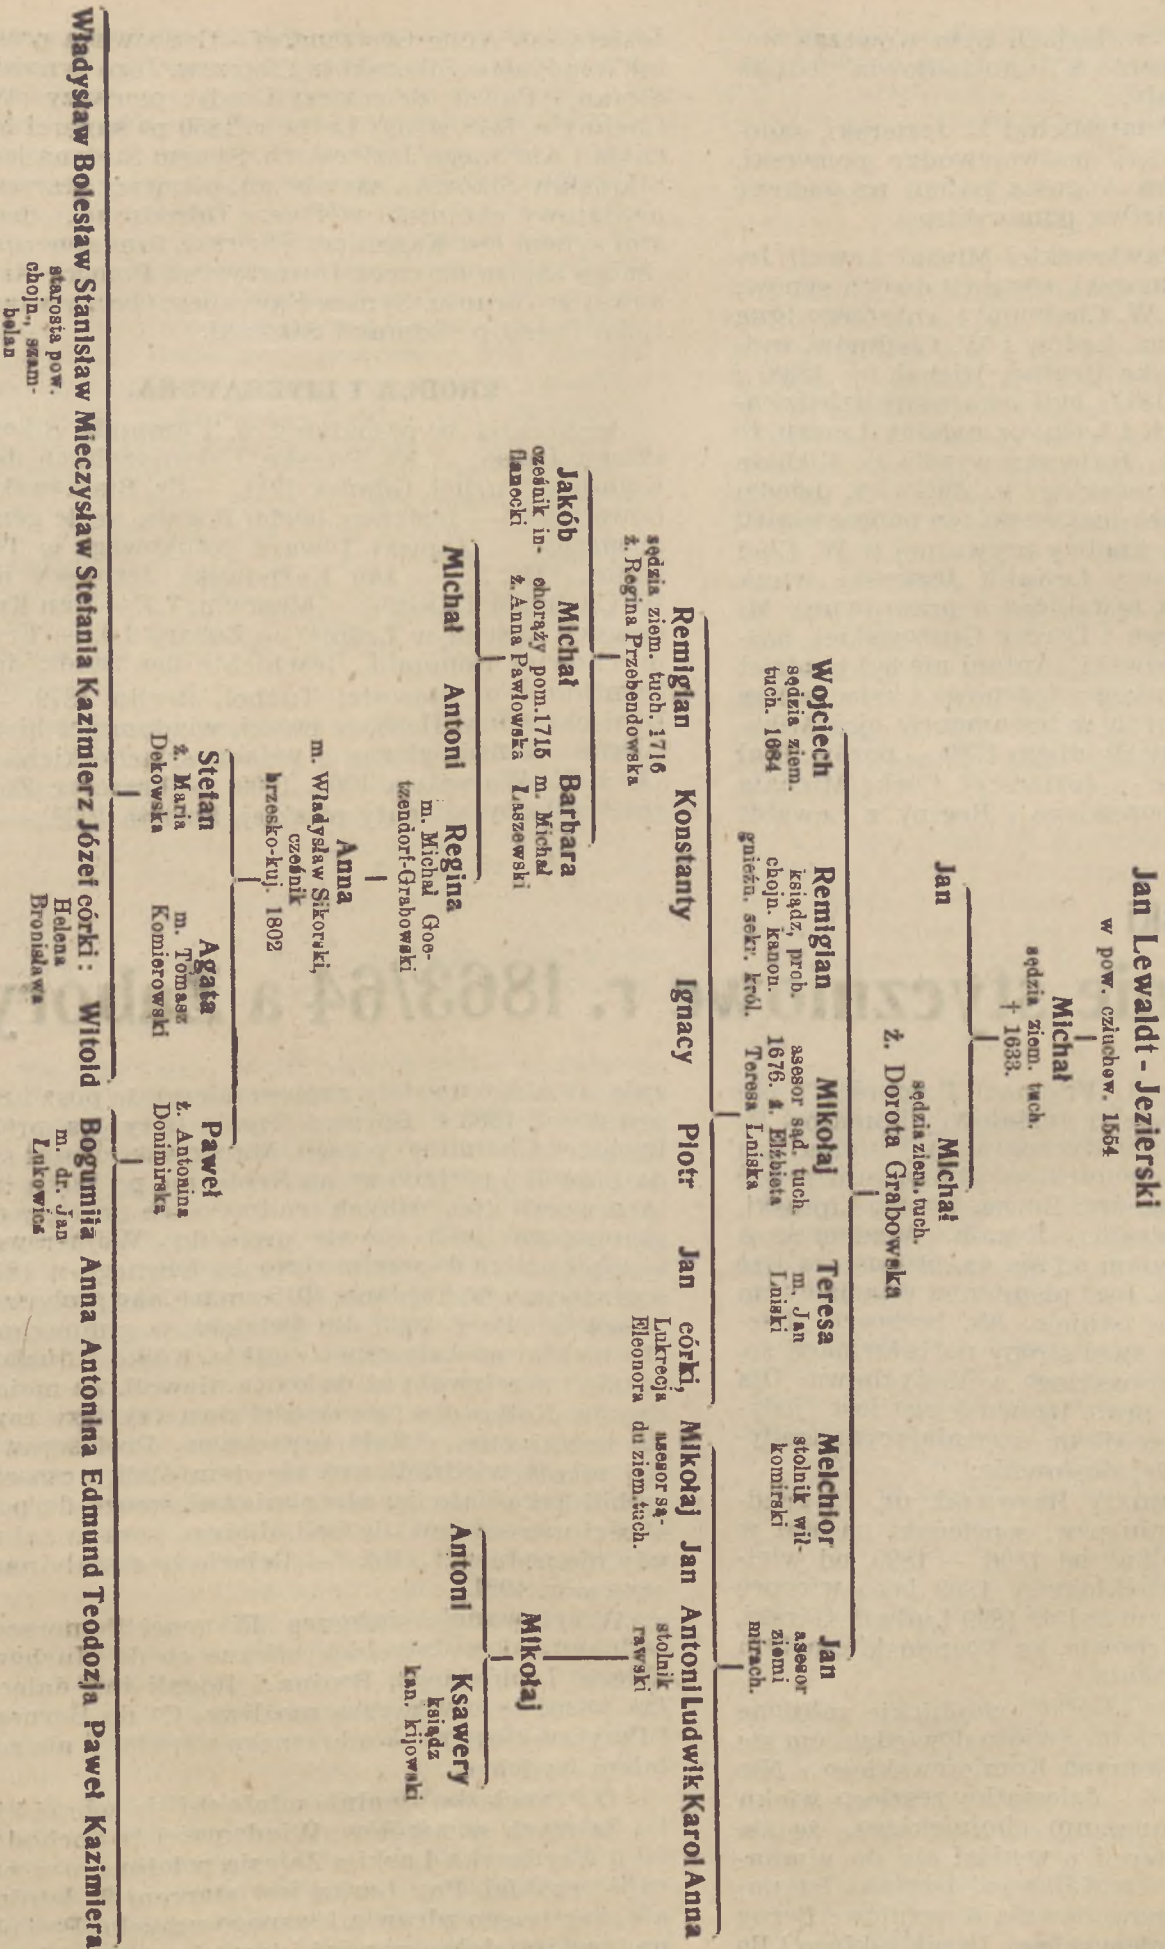 Jan Lewaldt-Jezierski
w pow. człuchow. 1554
Michał
sędzia ziem. tuch.
† 1633.
Jan Michał
sędzia ziem. tuch.
ż. Dorota Grabowska
Wojciech Remigian Mikołaj Teresa Melchior Jan
sędzia ziem. ksiądz, prob. asesor sąd. tuch. m. Jan stolnik wił- asesor
tuch. 1684 chojn. kanon. 1676. ż. Elżbieta Lniski komirski ziemi
gnieźn. sekr. król. Teresa Lniska mirach.
Remigian Konstanty Ignacy Piotr Jan córki, Mikołaj Jan Antoni Ludwik Karol Anna
sędzia ziem. tuch. 1716 Lukrecja asesor są- stolnik
ż. Regina Przebendowska Eleonora du ziem. tuch. rawski
Jakób Michał Barbara Mikołaj
cześnik in- chorąży pom. 1715 m. Michał
flancki ż. Anna Pawłowska Laszewski
Michał Antoni Regina Antoni Ksawery
m. Michał Goe- ksiądz
tzendorf-Grabowski kan. kijowski
Anna
m. Władysław Sikorski,
cześnik
brzesko-kuj. 1802
Stefan Agata Paweł
ż. Maria m. Tomasz ż. Antonina
Dekowska Komierowski Donimirska
Władysław Bolesław Stanisław Mieczysław Stefania Kazimierz Józef córki: Witold Bogumiła Anna Antonina Edmund Teodozja Paweł Kazimiera
starosta pow. Helena m. dr. Jan
chojn., szam- Bronisława Łukowicz
belan